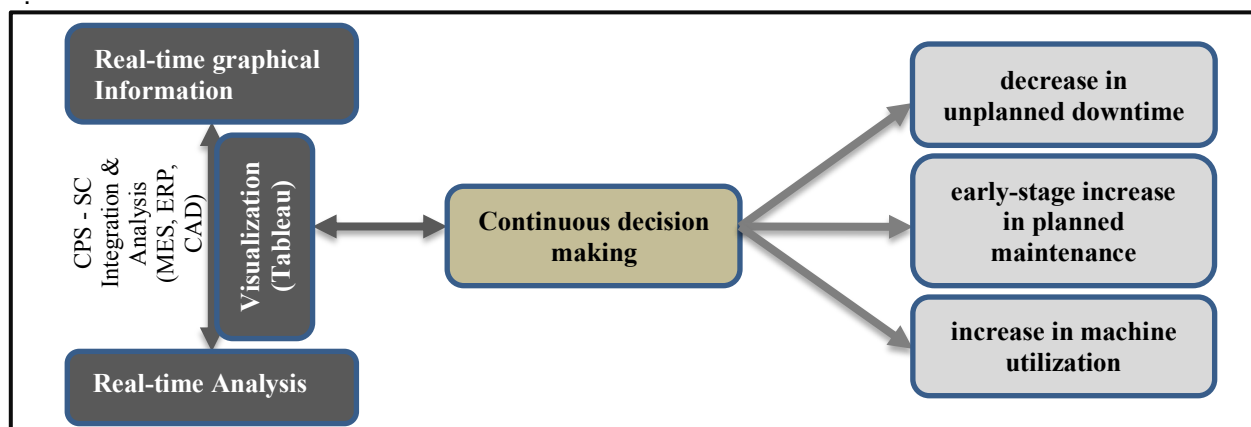 .
Real-time graphical
Information
CPS - SC
Integration &
Analysis
(MES, ERP,
CAD)
Visualization
(Tableau)
Real-time Analysis
Continuous decision
making
decrease in
unplanned downtime
early-stage increase
in planned
maintenance
increase in machine
utilization